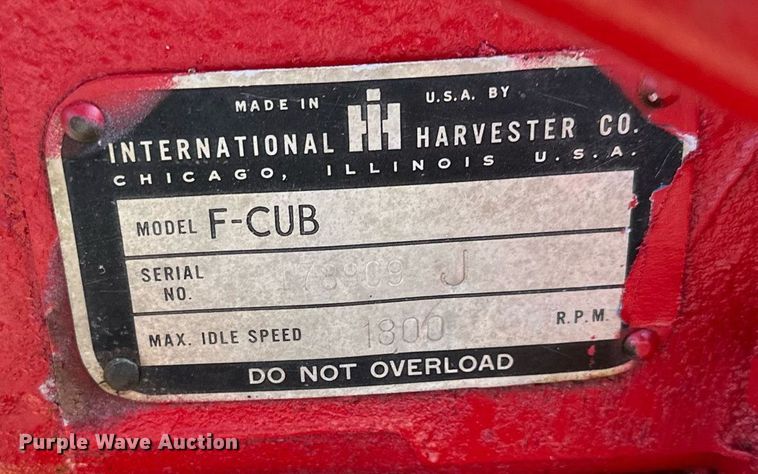 MADE IN IH U.S.A. BY
INTERNATIONAL HARVESTER CO.
CHICAGO, ILLINOIS U.S.A.
MODEL F-CUB
SERIAL NO. J
MAX. IDLE SPEED 1800 R.P.M.
DO NOT OVERLOAD
Purple Wave Auction